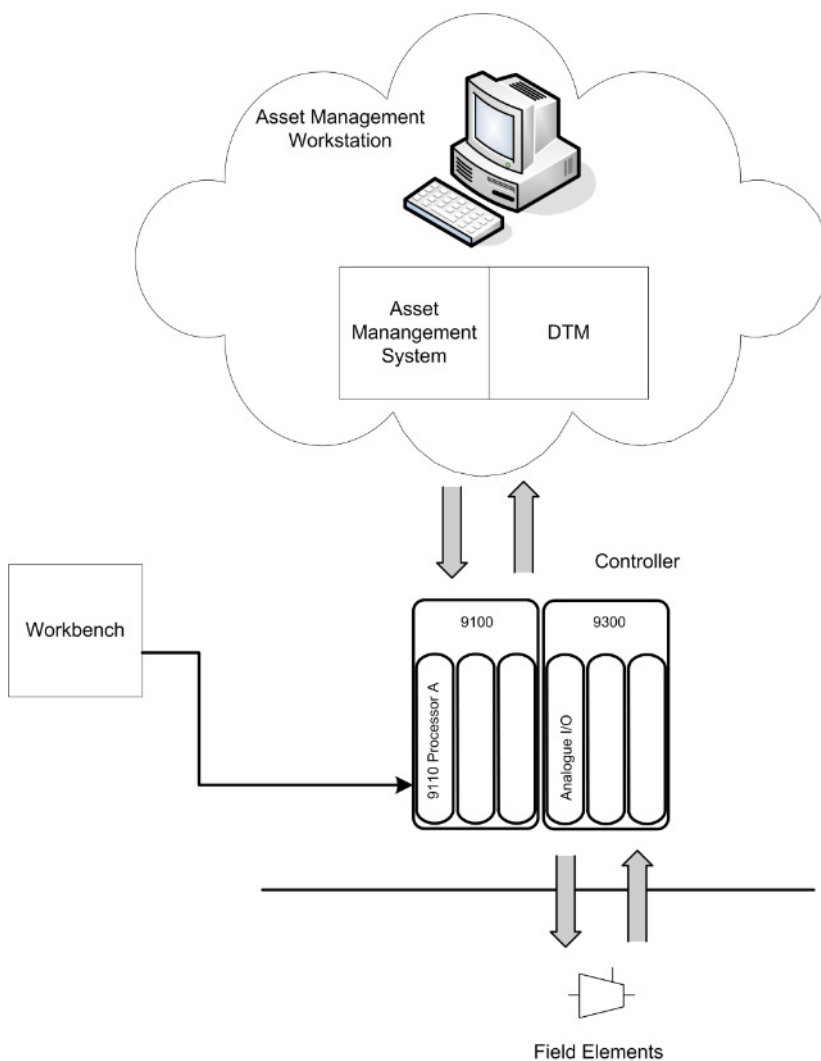 Asset Management
Workstation
Asset
Manangement
System
DTM
Controller
Workbench
9100
9300
9110 Processor A
Analogue I/O
Field Elements